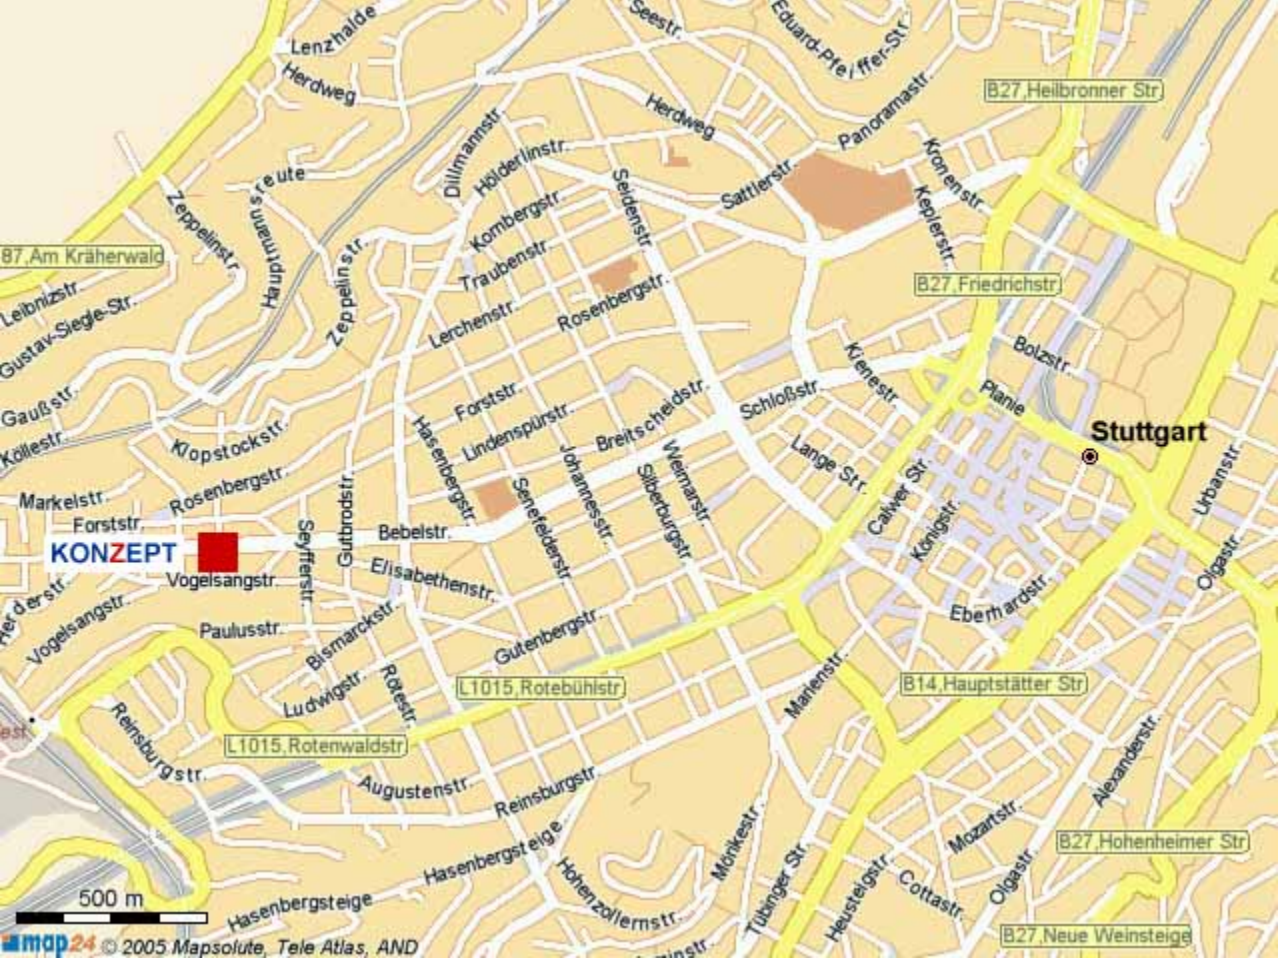 Lenzhalde
Seestr.
Eduard-Pfeiffer-Str.
Herdweg
B27,Heilbronner Str
Herdweg
Panoramastr.
Dillmannstr
Hölderlinstr.
Kronenstr.
Hauptmannsreute
Zeppelinstr.
Seidenstr.
Sattlerstr.
Keplerstr.
Kornbergstr.
87,Am Kräherwald
Zeppelinstr.
Traubenstr.
B27,Friedrichstr.
Leibnizstr.
Gustav-Siegle-Str.
Lerchenstr.
Rosenbergstr.
Kienestr.
Bolzstr.
Gaußstr.
Forststr.
Breitscheidstr.
Schloßstr.
Planie
Stuttgart
Köllestr.
Klopstockstr.
Hasenbergstr.
Lindenspürstr.
Lange Str.
Markelstr.
Rosenbergstr.
Gutbrodstr.
Senefelderstr.
Johannesstr.
Silberburgstr.
Weimarstr.
Calwer Str.
Königstr.
Urbanstr.
Forststr.
Seyfferstr.
Bebelstr.
KONZEPT
Vogelsangstr.
Elisabethenstr.
Olgastr.
Herderstr.
Vogelsangstr.
Paulusstr.
Bismarckstr.
Gutenbergstr.
Eberhardstr.
Ludwigstr.
Rötestr.
L1015,Rotebühlstr
Marienstr.
B14,Hauptstätter Str
est
Reinsburgstr.
L1015,Rotenwaldstr
Augustenstr.
Reinsburgstr
Alexanderstr.
Mörikestr.
Mozartstr.
B27,Hohenheimer Str
Hasenbergsteige
Hohenzollernstr.
Tübinger Str.
Heusteigstr.
Cottastr.
Olgastr
500 m
Hasenbergsteige
B27,Neue Weinsteige
map24 © 2005 Mapsolute, Tele Atlas, AND